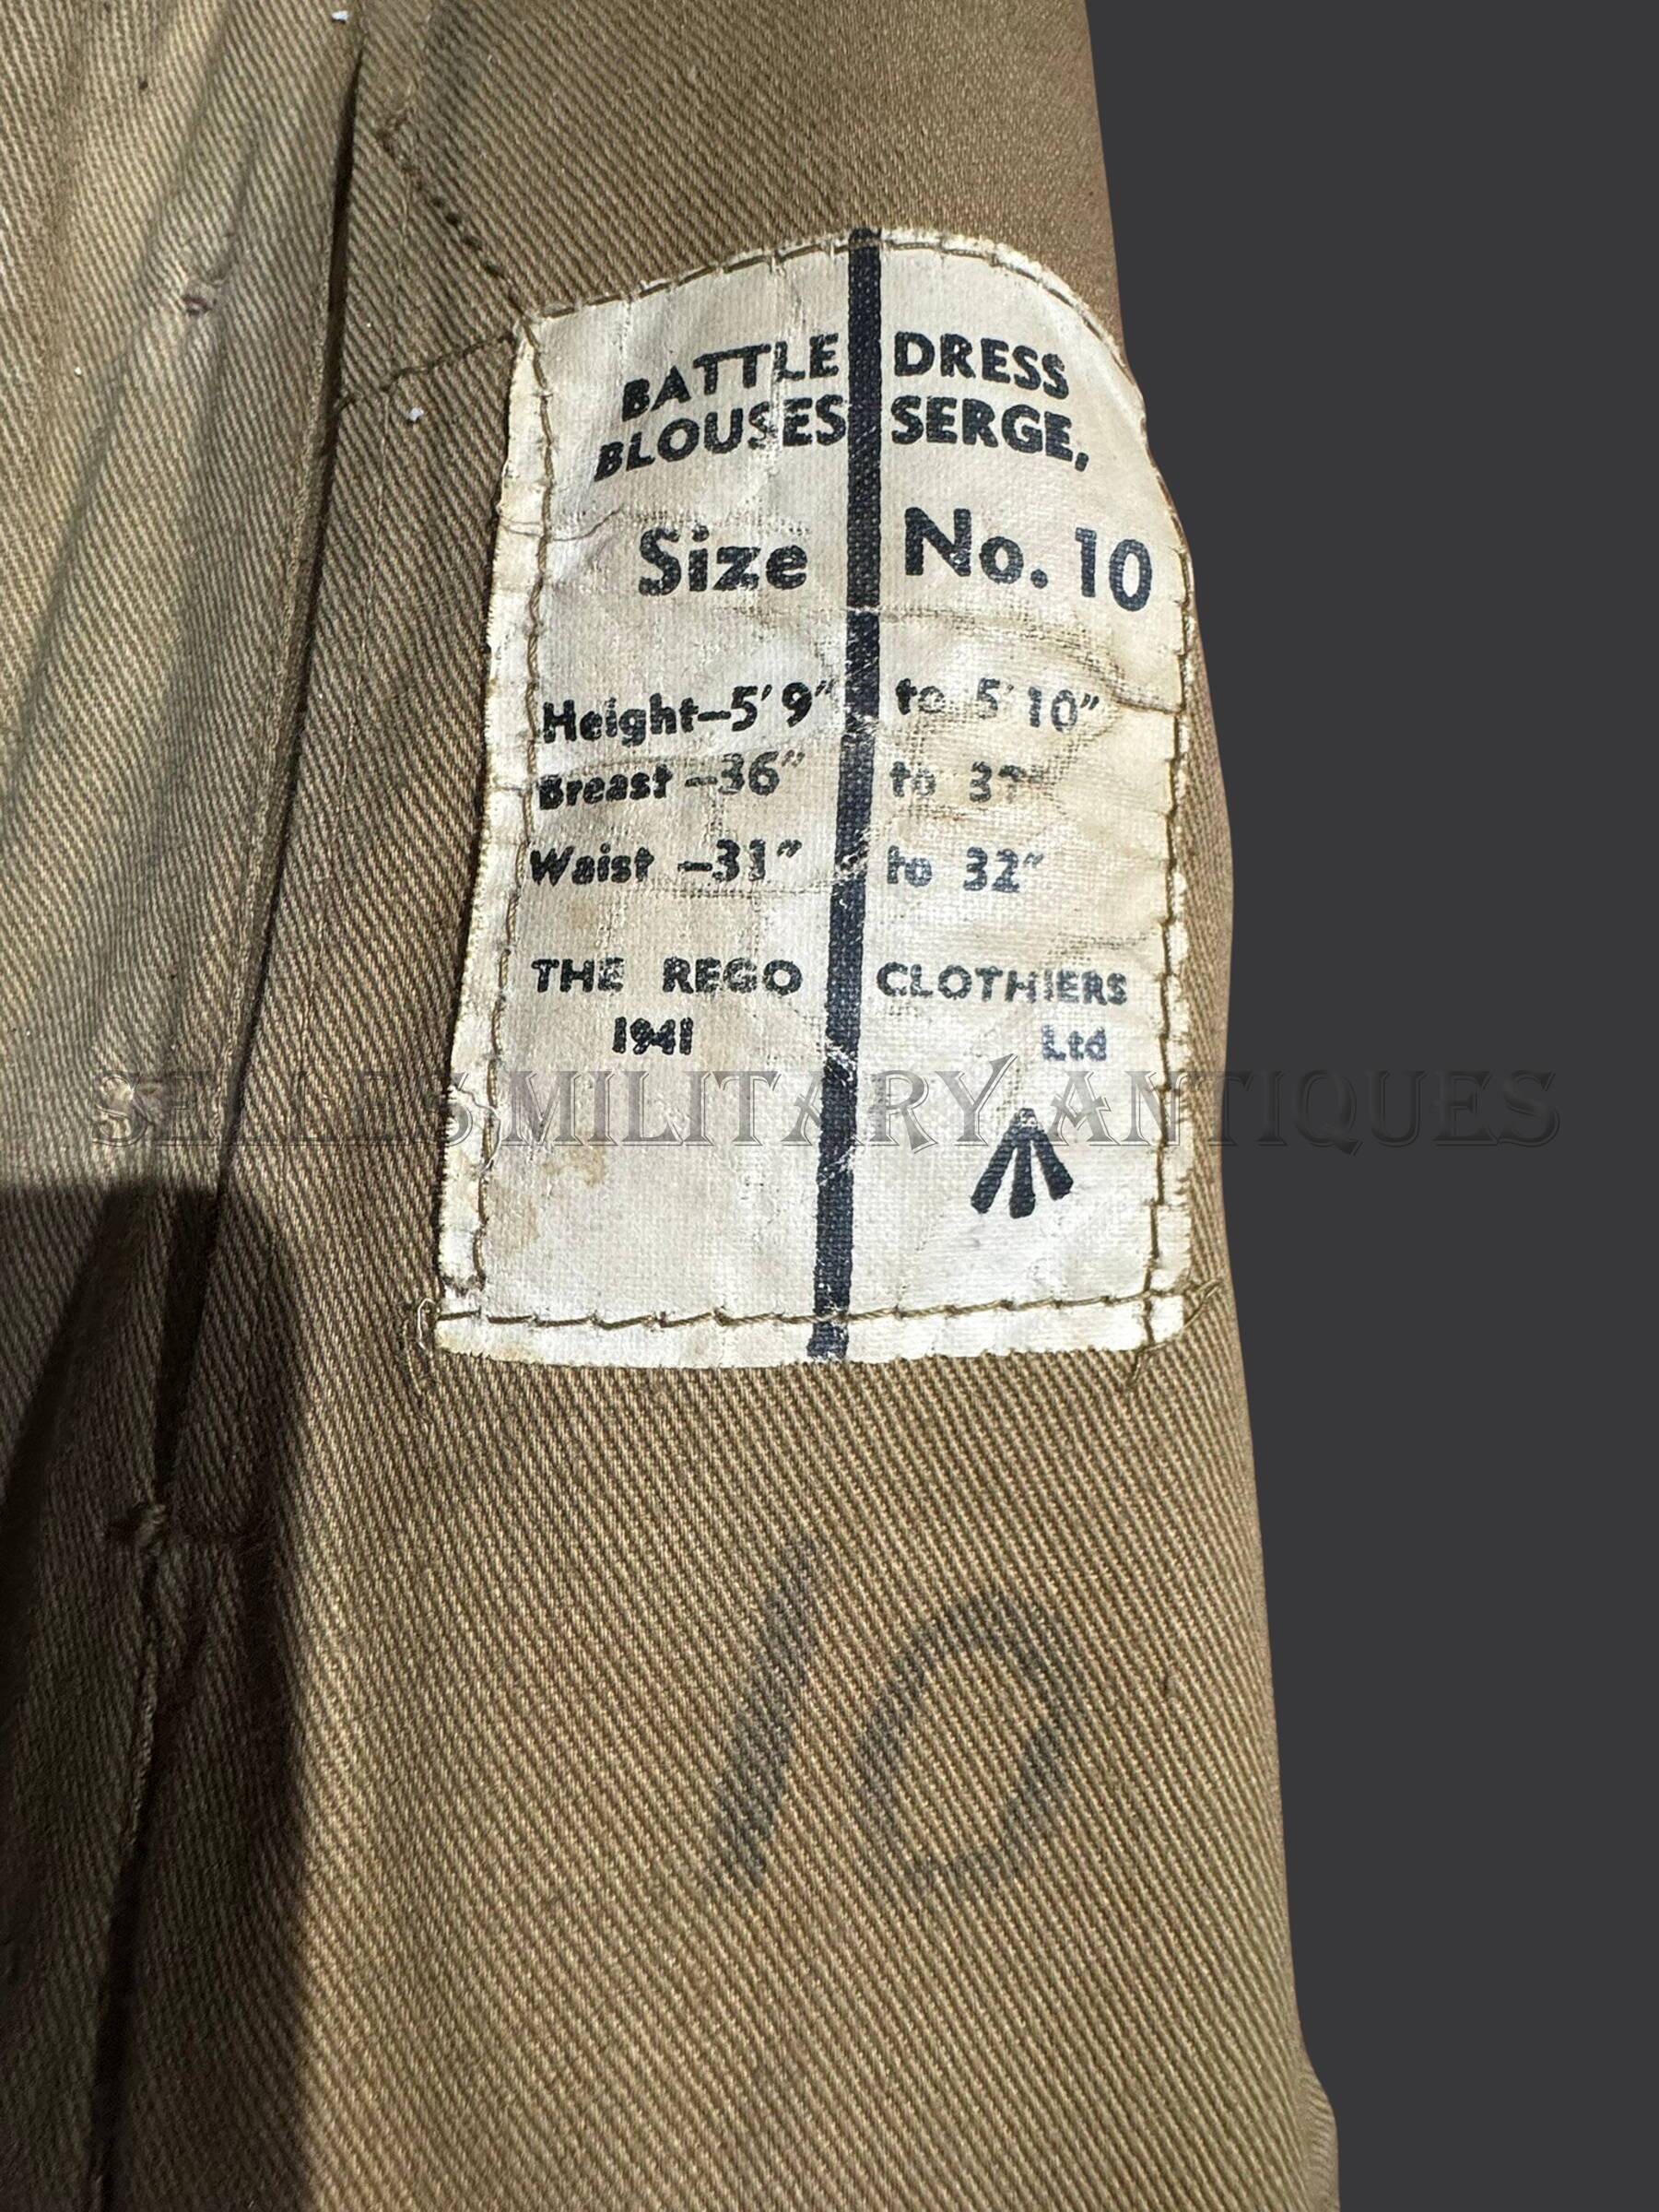 BATTLE DRESS
BLOUSES SERGE,
Size No. 10
Height–5' 9" to 5' 10"
Breast –36" to 37"
Waist –31" to 32"
THE REGO CLOTHIERS
1941 Ltd
SEILLES MILITARY ANTIQUES
10